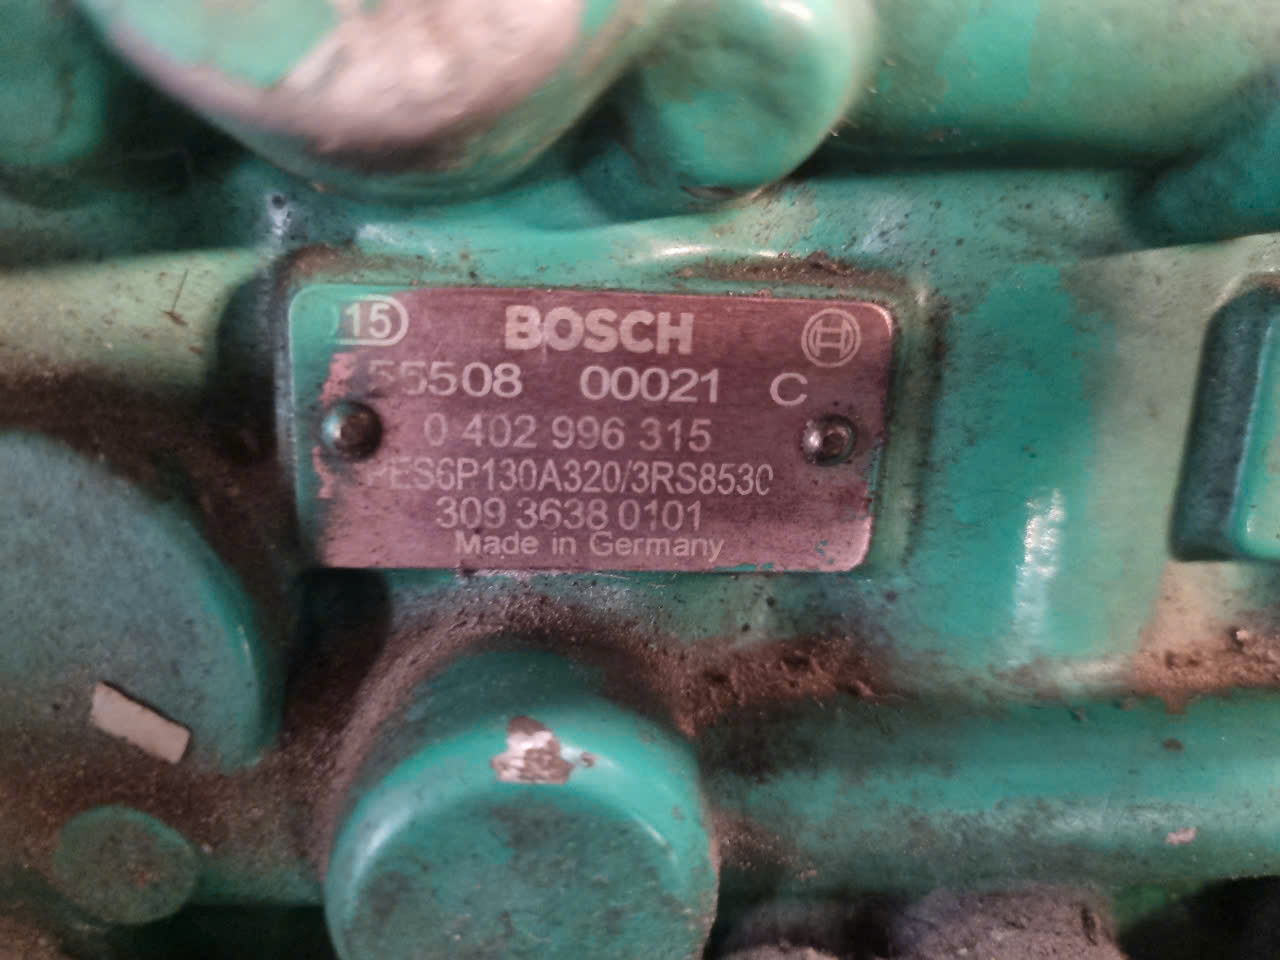 15 BOSCH
55508 00021 C
0 402 996 315
PES6P130A320/3RS8530
309 3638 0101
Made in Germany